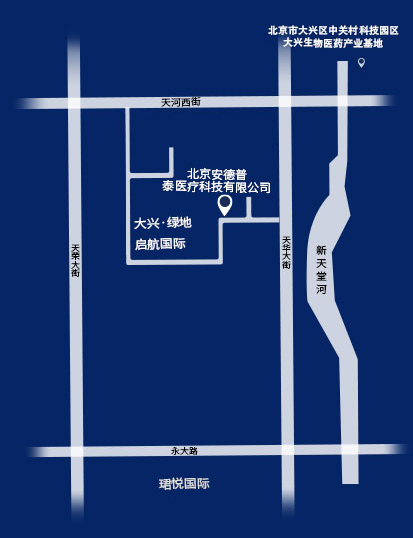 北京市大兴区中关村科技园区
大兴生物医药产业基地
天河西街
北京安德普
泰医疗科技有限公司
大兴·绿地
启航国际
天荣大街
天华大街
新天堂河
永大路
珺悦国际